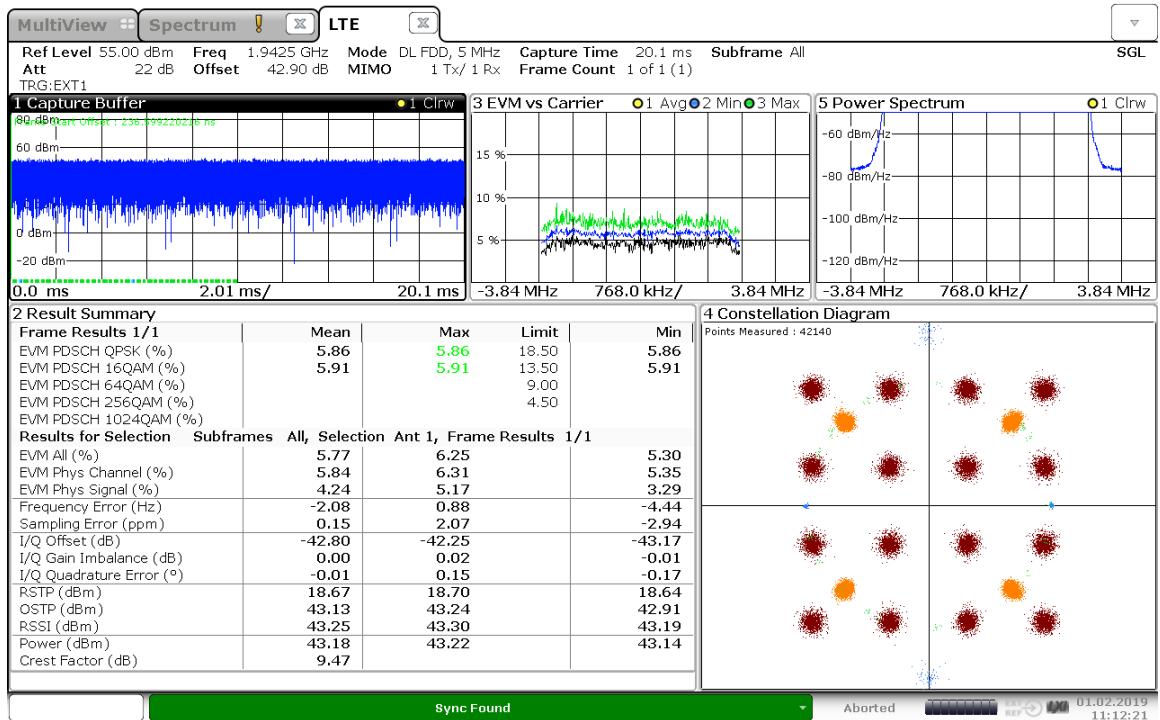 MultiView Spectrum ! LTE
Ref Level 55.00 dBm Freq 1.9425 GHz Mode DL FDD, 5 MHz Capture Time 20.1 ms Subframe All SGL
Att 22 dB Offset 42.90 dB MIMO 1 Tx/ 1 Rx Frame Count 1 of 1 (1)
TRG:EXT1
1 Capture Buffer 1 Clrw
80 dBm
Frame Start Offset : 236.599220216 ns
60 dBm
0 dBm
-20 dBm
0.0 ms 2.01 ms/ 20.1 ms
3 EVM vs Carrier 1 Avg 2 Min 3 Max
15 %
10 %
5 %
-3.84 MHz 768.0 kHz/ 3.84 MHz
5 Power Spectrum 1 Clrw
-60 dBm/Hz
-80 dBm/Hz
-100 dBm/Hz
-120 dBm/Hz
-3.84 MHz 768.0 kHz/ 3.84 MHz
2 Result Summary
Frame Results 1/1 Mean Max Limit Min
EVM PDSCH QPSK (%) 5.86 5.86 18.50 5.86
EVM PDSCH 16QAM (%) 5.91 5.91 13.50 5.91
EVM PDSCH 64QAM (%) 9.00
EVM PDSCH 256QAM (%) 4.50
EVM PDSCH 1024QAM (%)
Results for Selection Subframes All, Selection Ant 1, Frame Results 1/1
EVM All (%) 5.77 6.25 5.30
EVM Phys Channel (%) 5.84 6.31 5.35
EVM Phys Signal (%) 4.24 5.17 3.29
Frequency Error (Hz) -2.08 0.88 -4.44
Sampling Error (ppm) 0.15 2.07 -2.94
I/Q Offset (dB) -42.80 -42.25 -43.17
I/Q Gain Imbalance (dB) 0.00 0.02 -0.01
I/Q Quadrature Error (°) -0.01 0.15 -0.17
RSTP (dBm) 18.67 18.70 18.64
OSTP (dBm) 43.13 43.24 42.91
RSSI (dBm) 43.25 43.30 43.19
Power (dBm) 43.18 43.22 43.14
Crest Factor (dB) 9.47
4 Constellation Diagram
Points Measured : 42140
Sync Found
Aborted
EXT
REF
LXI
01.02.2019
11:12:21